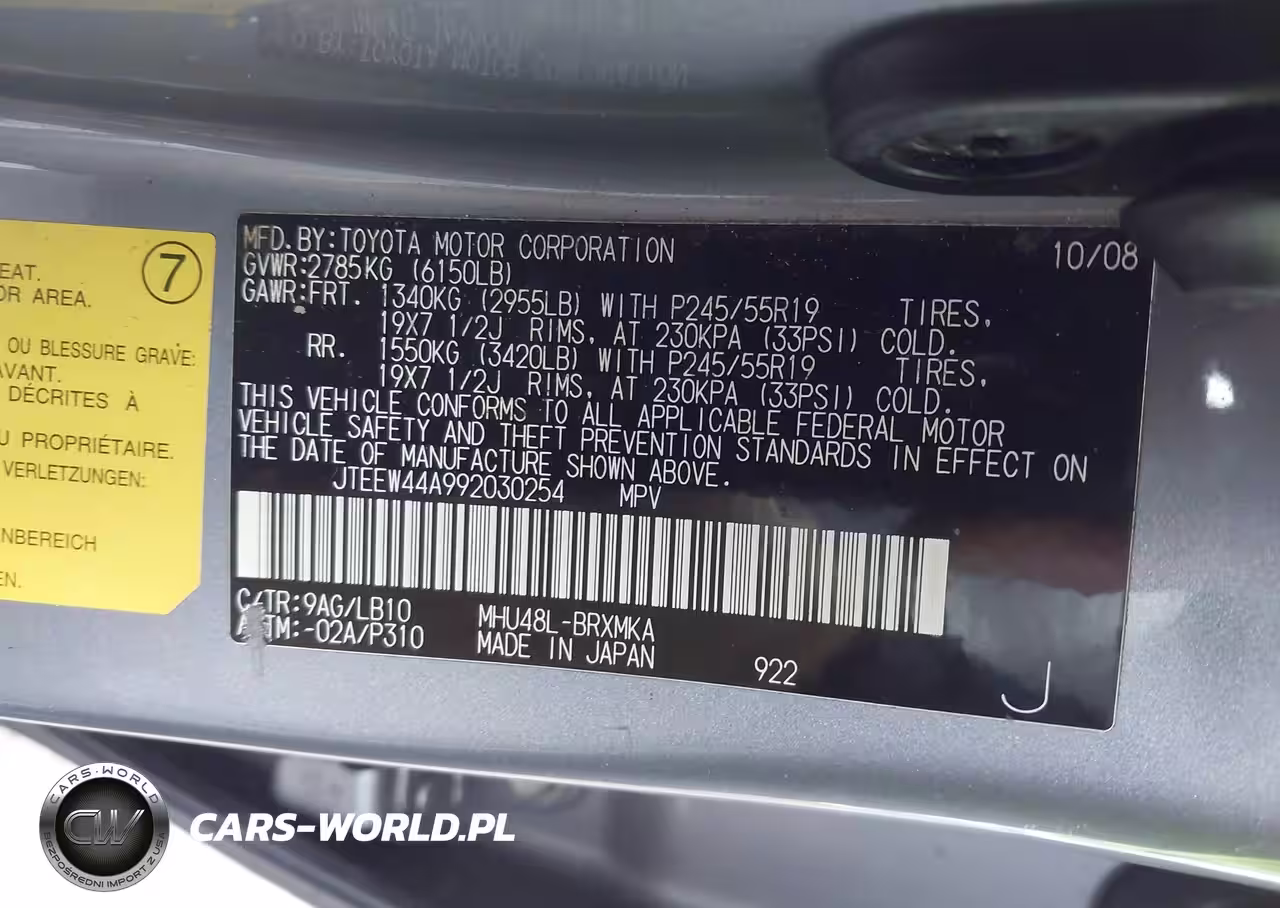 7
EAT.
OR AREA.
OU BLESSURE GRAVE:
AVANT.
DÉCRITES À
U PROPRIÉTAIRE.
VERLETZUNGEN:
NBEREICH
EN.
MFD.BY:TOYOTA MOTOR CORPORATION 10/08
GVWR:2785KG (6150LB)
GAWR:FRT. 1340KG (2955LB) WITH P245/55R19 TIRES,
19X7 1/2J RIMS, AT 230KPA (33PSI) COLD.
RR. 1550KG (3420LB) WITH P245/55R19 TIRES,
19X7 1/2J RIMS, AT 230KPA (33PSI) COLD.
THIS VEHICLE CONFORMS TO ALL APPLICABLE FEDERAL MOTOR
VEHICLE SAFETY AND THEFT PREVENTION STANDARDS IN EFFECT ON
THE DATE OF MANUFACTURE SHOWN ABOVE.
JTEEW44A992030254 MPV
C/TR:9AG/LB10 MHU48L-BRXMKA
A/TM:-02A/P310 MADE IN JAPAN 922
J
CARS-WORLD
CW
BEZPOŚREDNI IMPORT Z USA
CARS-WORLD.PL